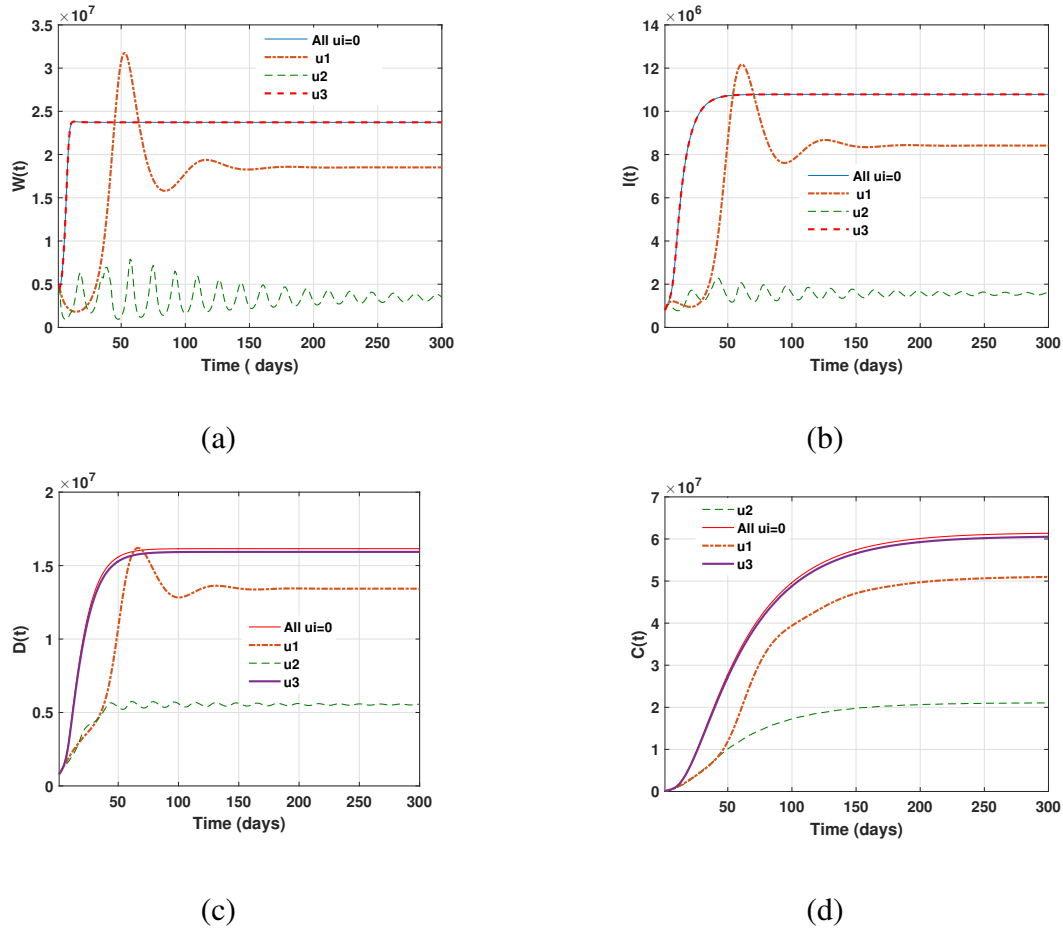 ×10^7
3.5
3
2.5
2
1.5
1
0.5
0
W(t)
50 100 150 200 250 300
Time ( days)
All ui=0
u1
u2
u3
(a)
×10^6
14
12
10
8
6
4
2
0
I(t)
50 100 150 200 250 300
Time (days)
All ui=0
u1
u2
u3
(b)
×10^7
2
1.5
1
0.5
0
D(t)
50 100 150 200 250 300
Time (days)
All ui=0
u1
u2
u3
(c)
×10^7
7
6
5
4
3
2
1
0
C(t)
50 100 150 200 250 300
Time (days)
u2
All ui=0
u1
u3
(d)